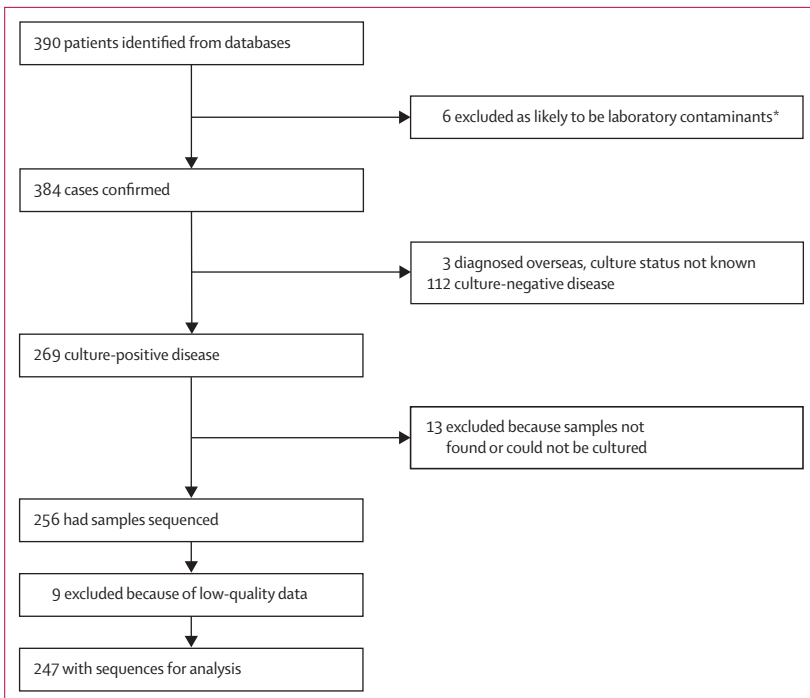 390 patients identified from databases
6 excluded as likely to be laboratory contaminants*
384 cases confirmed
3 diagnosed overseas, culture status not known
112 culture-negative disease
269 culture-positive disease
13 excluded because samples not
found or could not be cultured
256 had samples sequenced
9 excluded because of low-quality data
247 with sequences for analysis